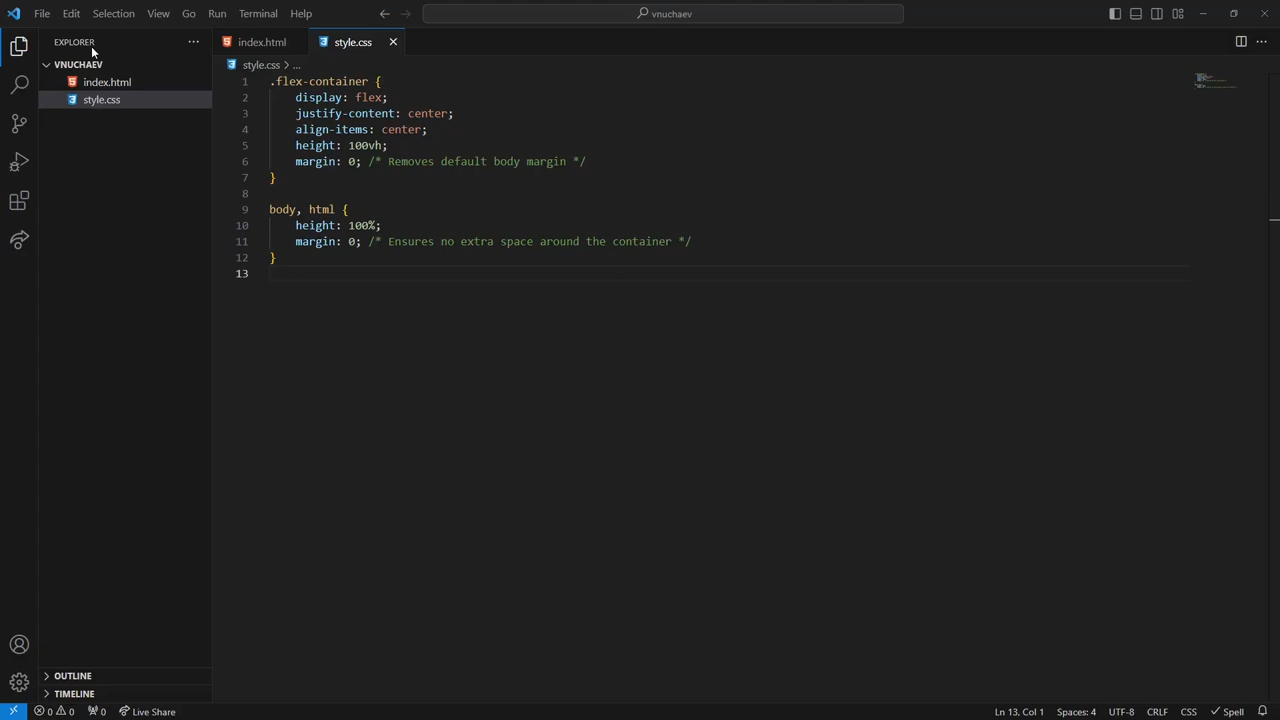 File Edit Selection View Go Run Terminal Help
vnuchaev
EXPLORER
VNUCHAEV
index.html
style.css
index.html
style.css
style.css > ...
1 .flex-container {
2 display: flex;
3 justify-content: center;
4 align-items: center;
5 height: 100vh;
6 margin: 0; /* Removes default body margin */
7 }
8
9 body, html {
10 height: 100%;
11 margin: 0; /* Ensures no extra space around the container */
12 }
13
OUTLINE
TIMELINE
0 0 0 Live Share
Ln 13, Col 1 Spaces: 4 UTF-8 CRLF CSS Spell